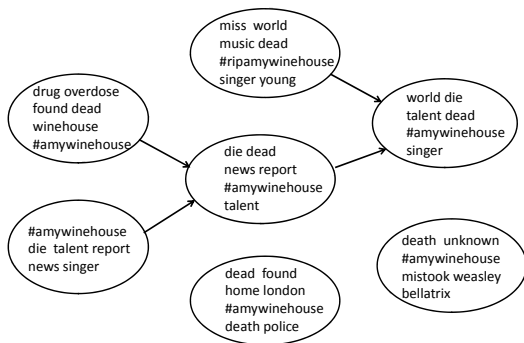 miss world
music dead
#ripamywinehouse
singer young
drug overdose
found dead
winehouse
#amywinehouse
world die
talent dead
#amywinehouse
singer
die dead
news report
#amywinehouse
talent
#amywinehouse
die talent report
news singer
death unknown
#amywinehouse
mistook weasley
bellatrix
dead found
home london
#amywinehouse
death police